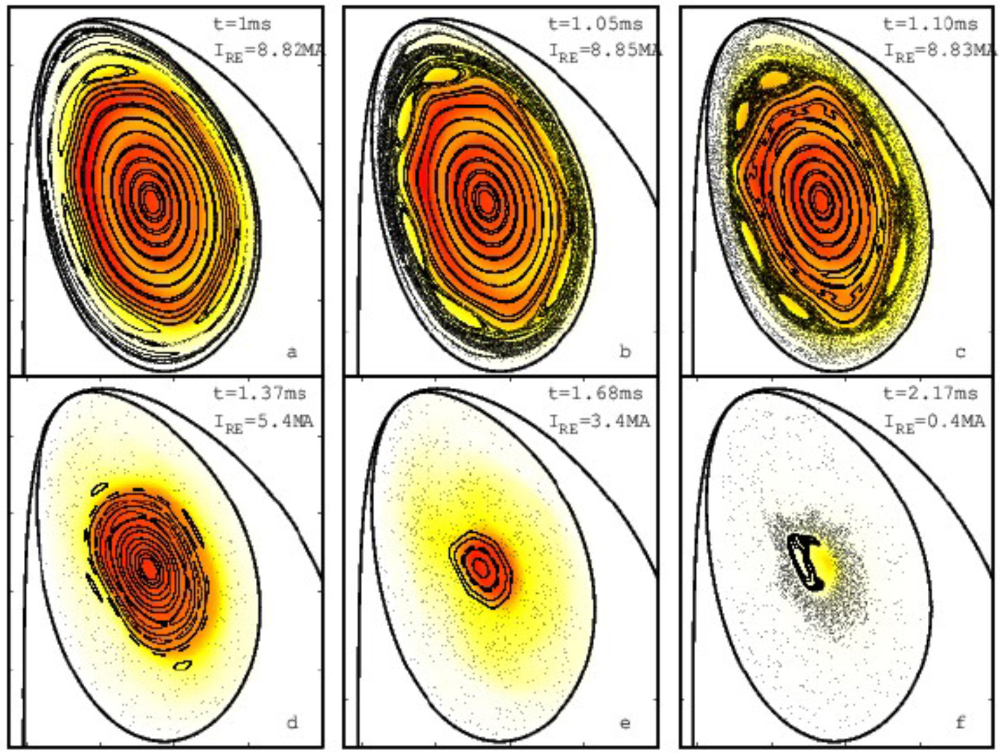 t=1ms
I_RE=8.82MA
a
t=1.05ms
I_RE=8.85MA
b
t=1.10ms
I_RE=8.83MA
c
t=1.37ms
I_RE=5.4MA
d
t=1.68ms
I_RE=3.4MA
e
t=2.17ms
I_RE=0.4MA
f